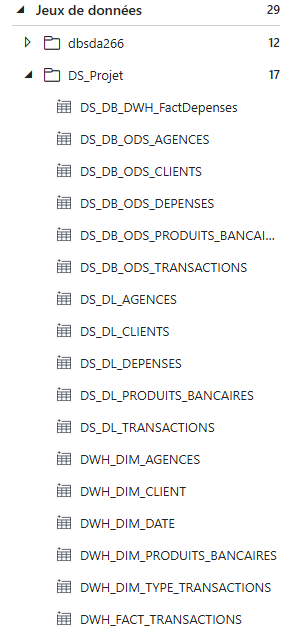 Jeux de données 29
dbsda266 12
DS_Projet 17
DS_DB_DWH_FactDepenses
DS_DB_ODS_AGENCES
DS_DB_ODS_CLIENTS
DS_DB_ODS_DEPENSES
DS_DB_ODS_PRODUITS_BANCAI...
DS_DB_ODS_TRANSACTIONS
DS_DL_AGENCES
DS_DL_CLIENTS
DS_DL_DEPENSES
DS_DL_PRODUITS_BANCAIRES
DS_DL_TRANSACTIONS
DWH_DIM_AGENCES
DWH_DIM_CLIENT
DWH_DIM_DATE
DWH_DIM_PRODUITS_BANCAIRES
DWH_DIM_TYPE_TRANSACTIONS
DWH_FACT_TRANSACTIONS